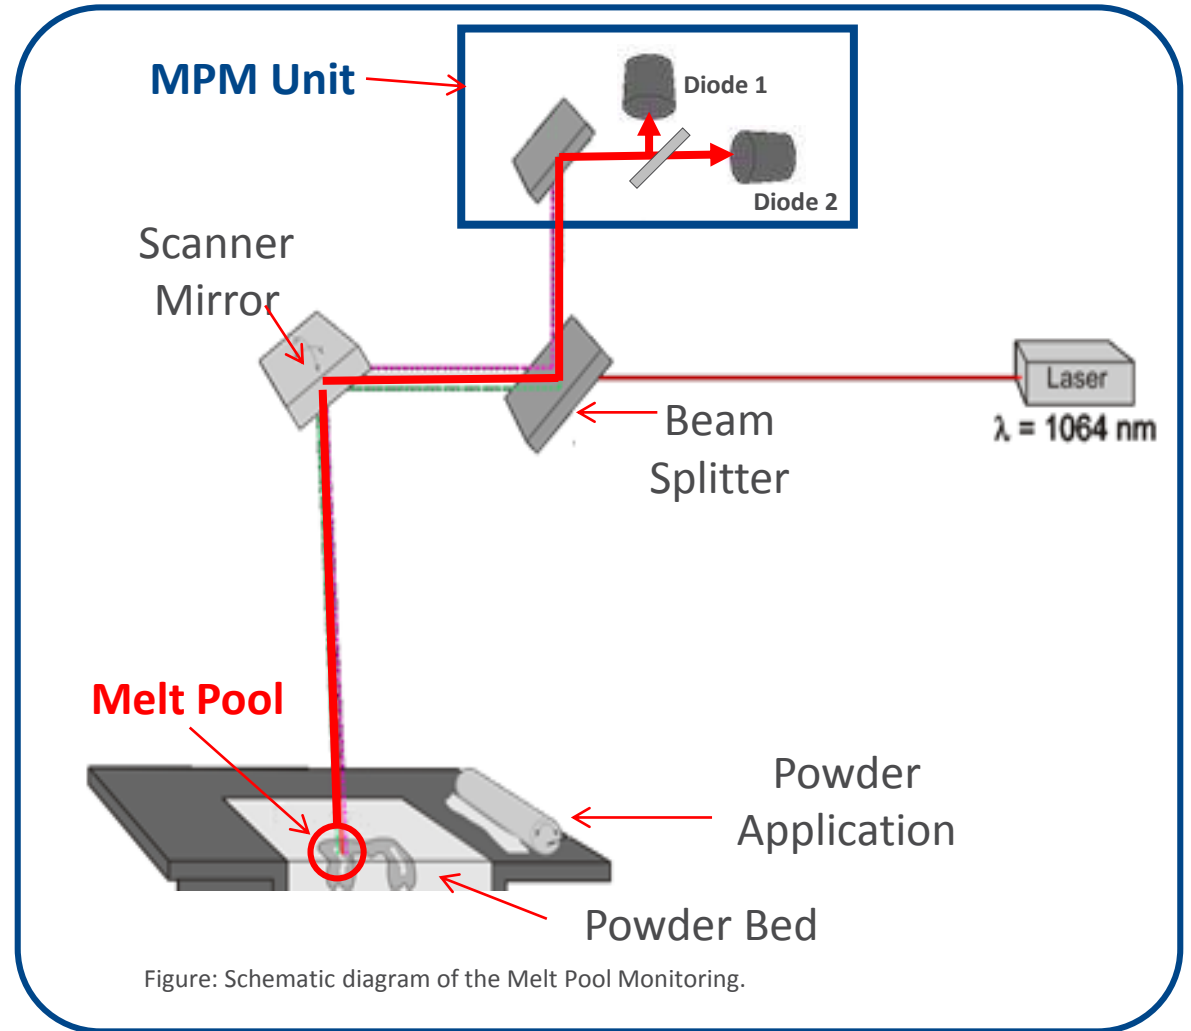 MPM Unit
Diode 1
Diode 2
Scanner
Mirror
Laser
λ = 1064 nm
Beam
Splitter
Melt Pool
Powder
Application
Powder Bed
Figure: Schematic diagram of the Melt Pool Monitoring.